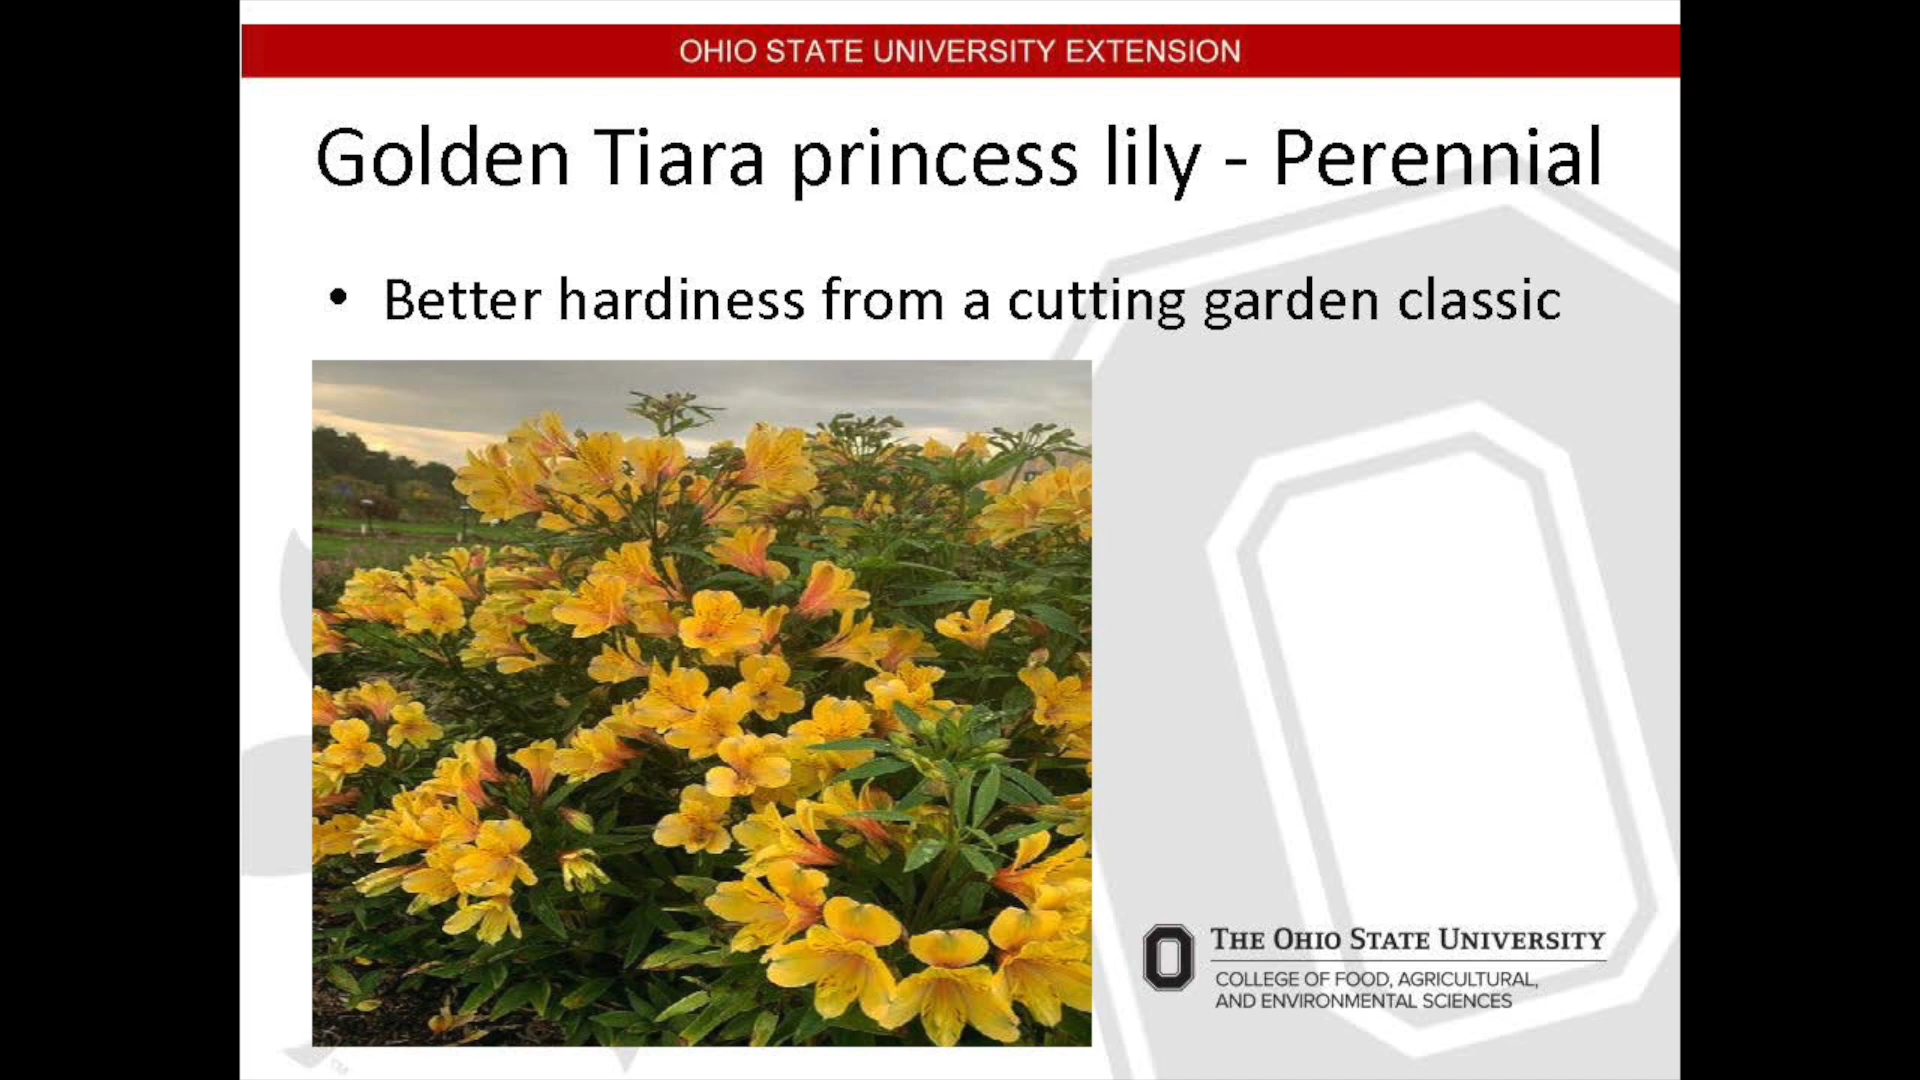 OHIO STATE UNIVERSITY EXTENSION
Golden Tiara princess lily - Perennial
• Better hardiness from a cutting garden classic
THE OHIO STATE UNIVERSITY
COLLEGE OF FOOD, AGRICULTURAL,
AND ENVIRONMENTAL SCIENCES
TM